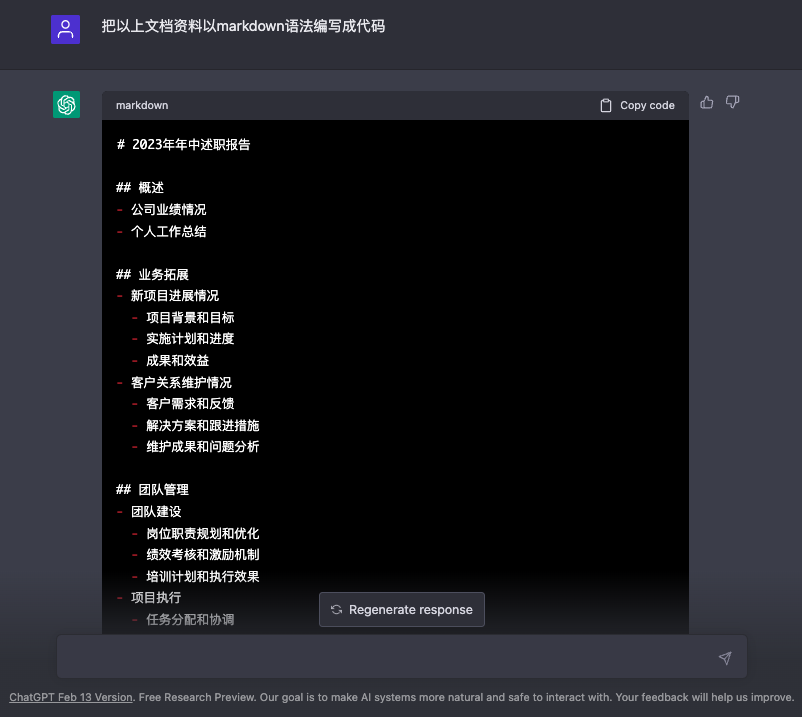 把以上文档资料以markdown语法编写成代码
markdown
Copy code
# 2023年年中述职报告
## 概述
- 公司业绩情况
- 个人工作总结
## 业务拓展
- 新项目进展情况
- 项目背景和目标
- 实施计划和进度
- 成果和效益
- 客户关系维护情况
- 客户需求和反馈
- 解决方案和跟进措施
- 维护成果和问题分析
## 团队管理
- 团队建设
- 岗位职责规划和优化
- 绩效考核和激励机制
- 培训计划和执行效果
- 项目执行
- 任务分配和协调
Regenerate response
ChatGPT Feb 13 Version. Free Research Preview. Our goal is to make AI systems more natural and safe to interact with. Your feedback will help us improve.